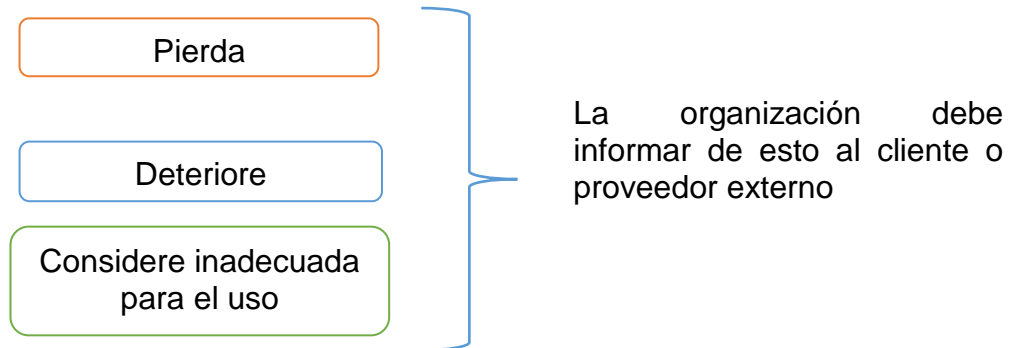 Pierda
Deteriore
Considere inadecuada
para el uso
La organización debe
informar de esto al cliente o
proveedor externo